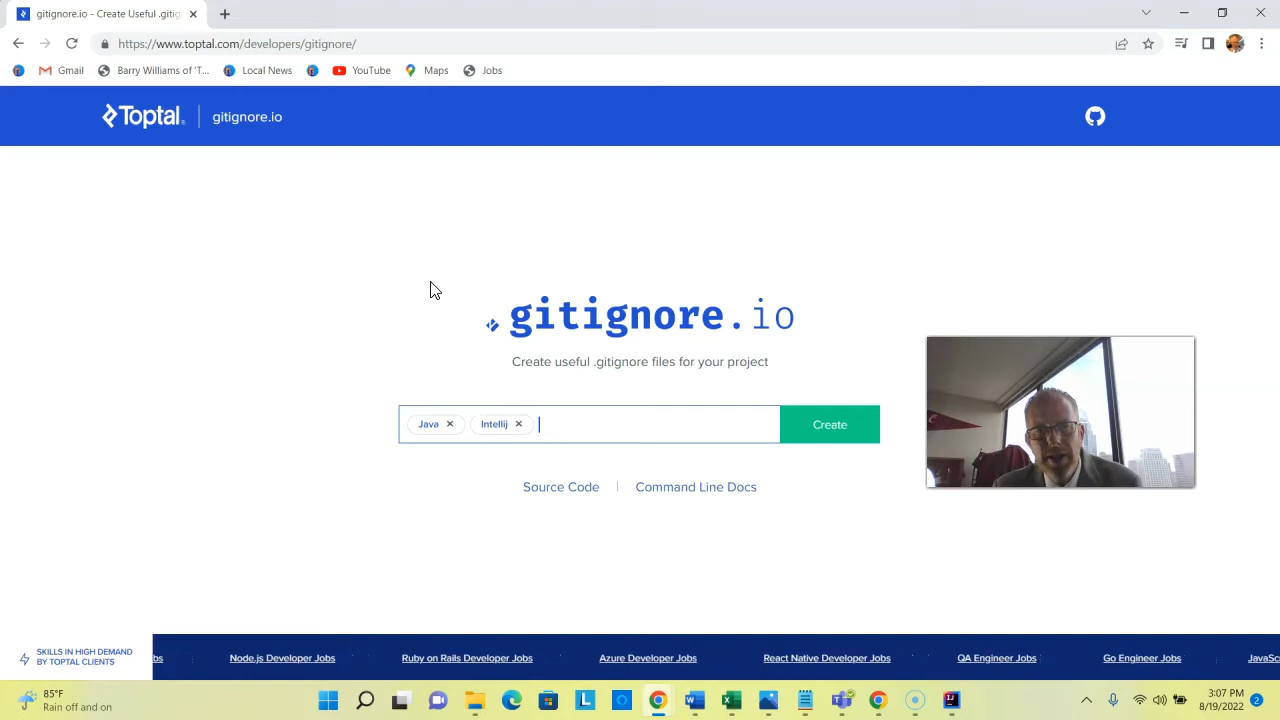 gitignore.io - Create Useful .gitig
https://www.toptal.com/developers/gitignore/
Gmail
Barry Williams of 'T...
Local News
YouTube
Maps
Jobs
Toptal
gitignore.io
.gitignore.io
Create useful .gitignore files for your project
Java
Intellij
Create
Source Code
Command Line Docs
SKILLS IN HIGH DEMAND
BY TOPTAL CLIENTS
bs
Node.js Developer Jobs
Ruby on Rails Developer Jobs
Azure Developer Jobs
React Native Developer Jobs
QA Engineer Jobs
Go Engineer Jobs
JavaSc
85°F
Rain off and on
3:07 PM
8/19/2022
2